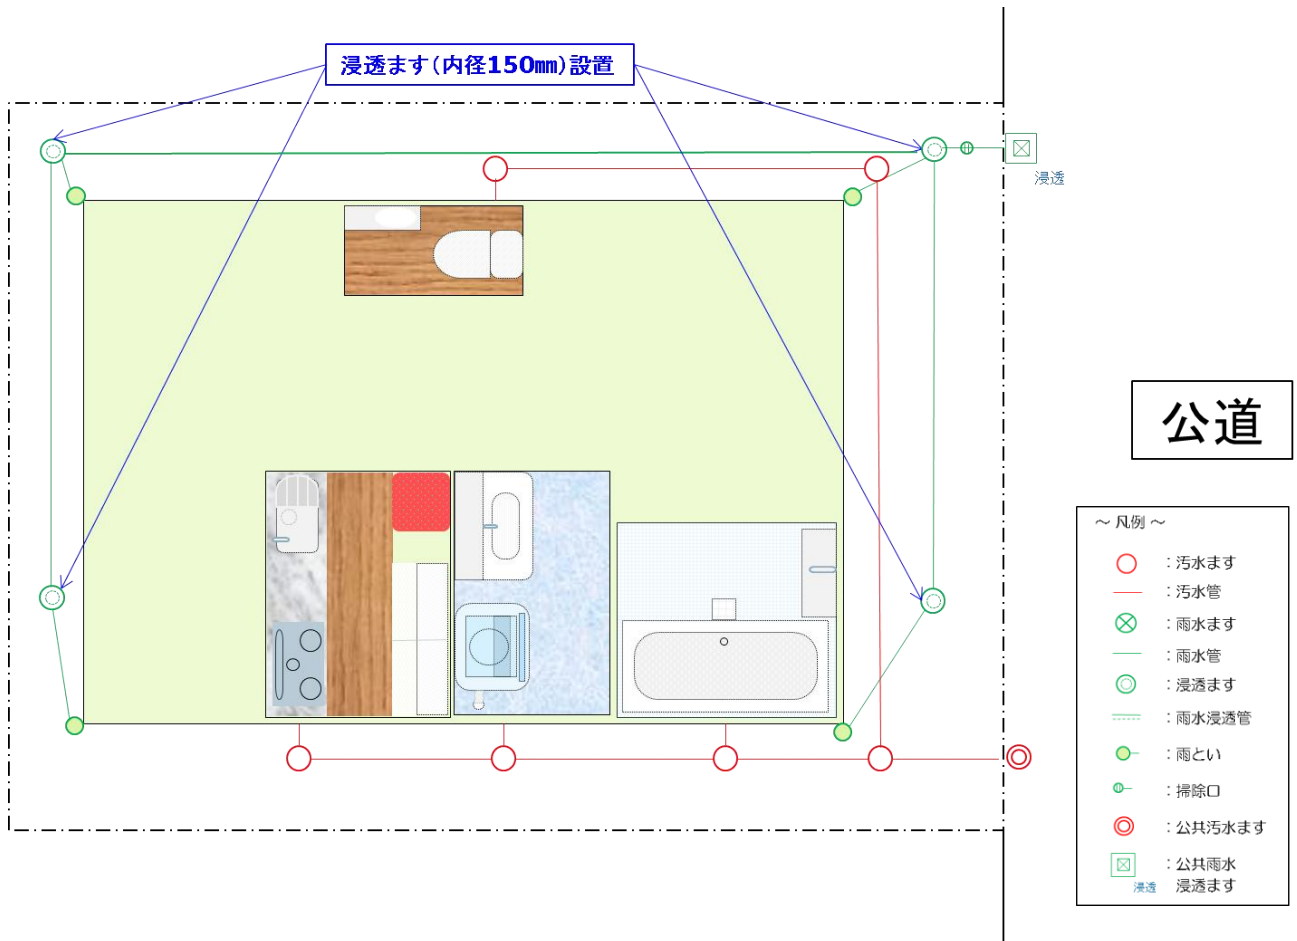 浸透ます(内径150㎜)設置
浸透
公道
～ 凡例 ～
：汚水ます
：汚水管
：雨水ます
：雨水管
：浸透ます
：雨水浸透管
：雨とい
：掃除口
：公共汚水ます
：公共雨水
浸透 浸透ます